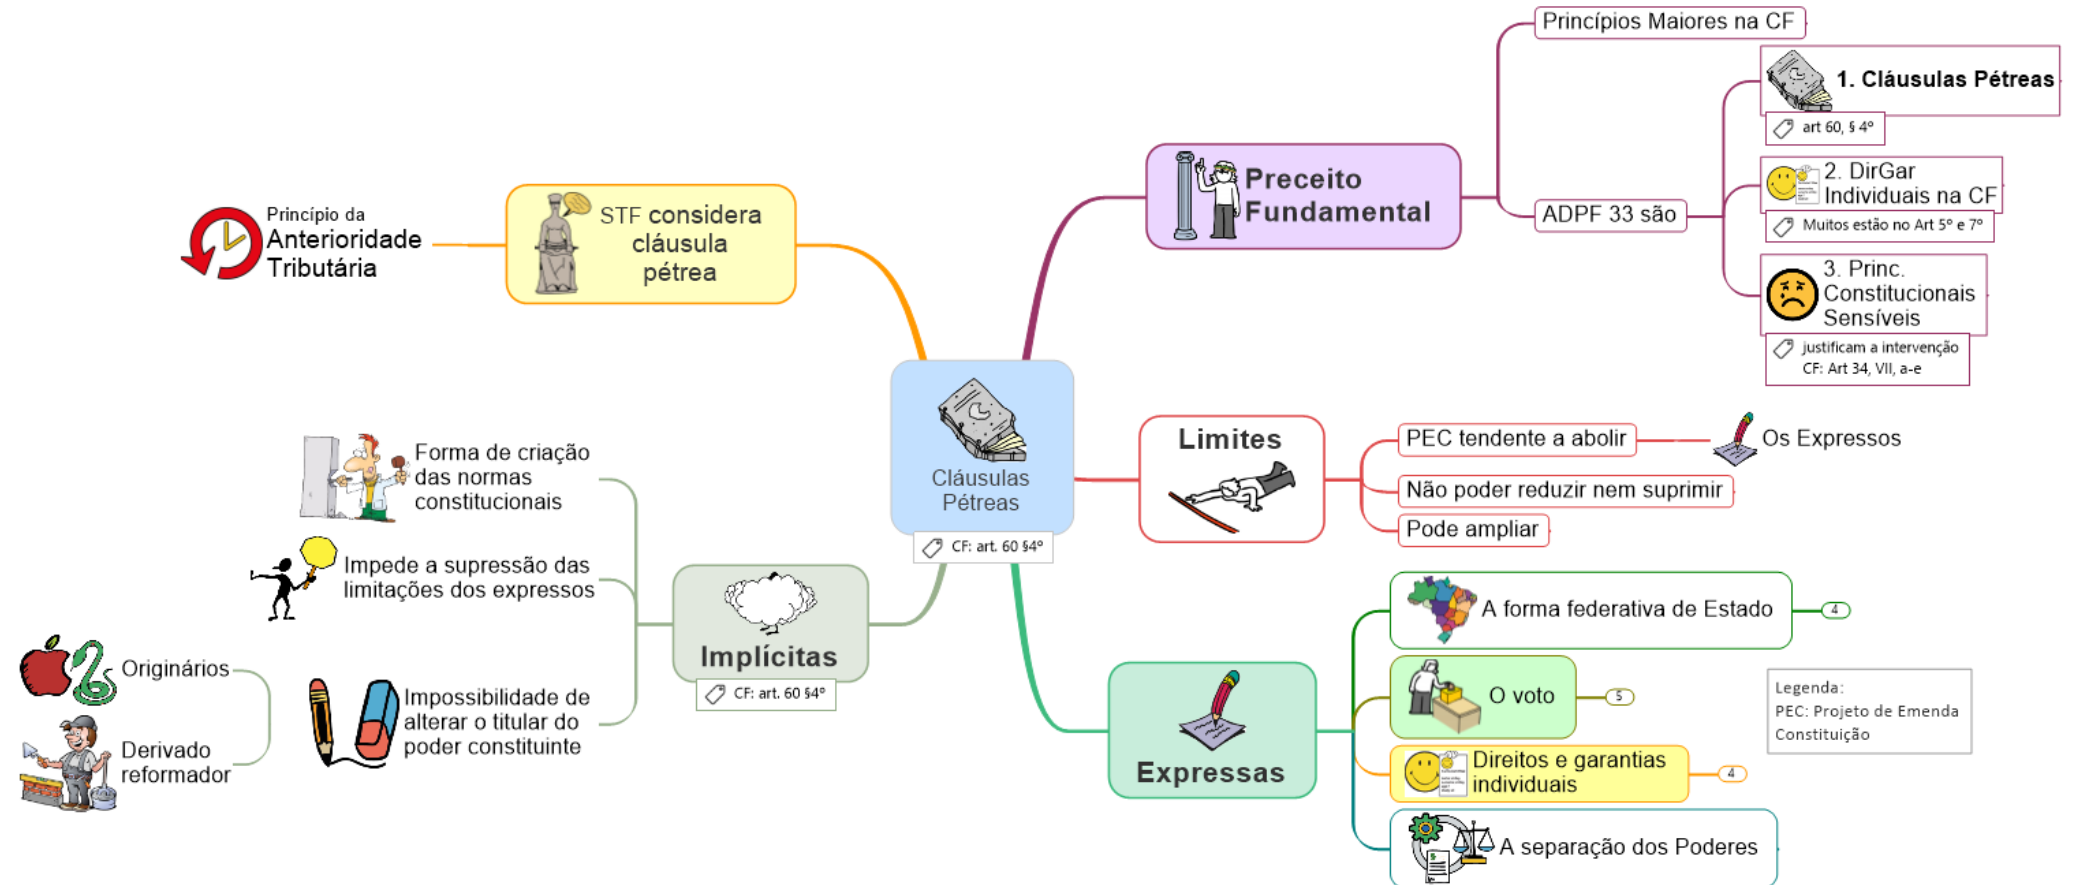 Princípios Maiores na CF
1. Cláusulas Pétreas
art 60, § 4º
Preceito
Fundamental
2. DirGar
Individuais na CF
ADPF 33 são
Muitos estão no Art 5º e 7º
3. Princ.
Constitucionais
Sensíveis
justificam a intervenção
CF: Art 34, VII, a-e
STF considera
cláusula
pétrea
Princípio da
Anterioridade
Tributária
Cláusulas
Pétreas
CF: art. 60 §4º
Limites
PEC tendente a abolir
Os Expressos
Não poder reduzir nem suprimir
Pode ampliar
Forma de criação
das normas
constitucionais
Impede a supressão das
limitações dos expressos
Implícitas
CF: art. 60 §4º
Originários
Derivado
reformador
Impossibilidade de
alterar o titular do
poder constituinte
Expressas
A forma federativa de Estado
4
O voto
5
Direitos e garantias
individuais
4
A separação dos Poderes
Legenda:
PEC: Projeto de Emenda
Constituição